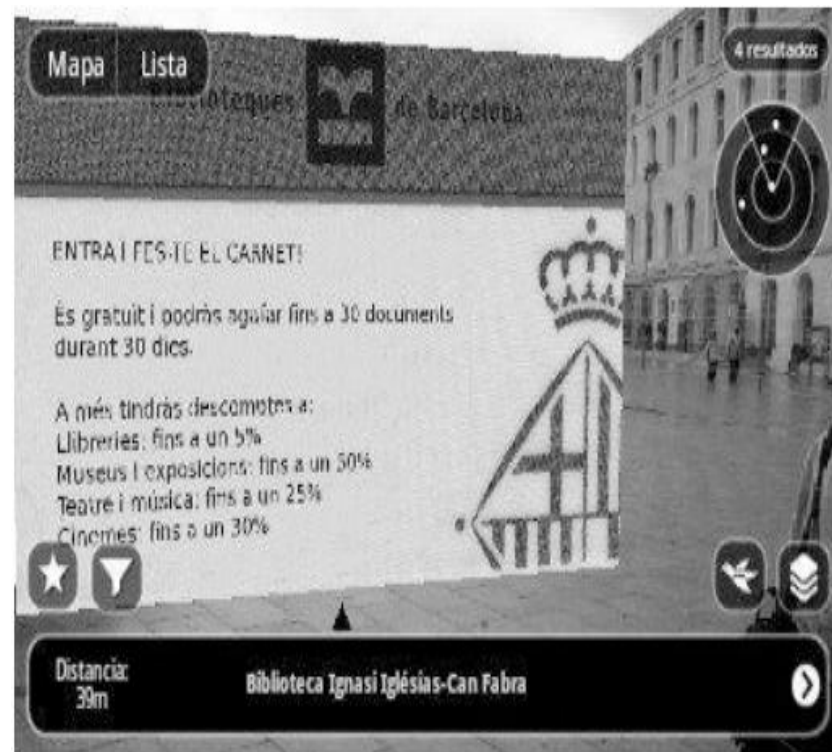 Mapa Lista
4 resultados
Biblioteques de Barcelona
ENTRA I FES-TE EL CARNET!
És gratuit i podràs agafar fins a 30 documents
durant 30 dies.
A més tindràs descomptes a:
Llibreries: fins a un 5%
Museus i exposicions: fins a un 50%
Teatre i música: fins a un 25%
Cinemes: fins a un 30%
Distancia:
39m
Biblioteca Ignasi Iglésias-Can Fabra